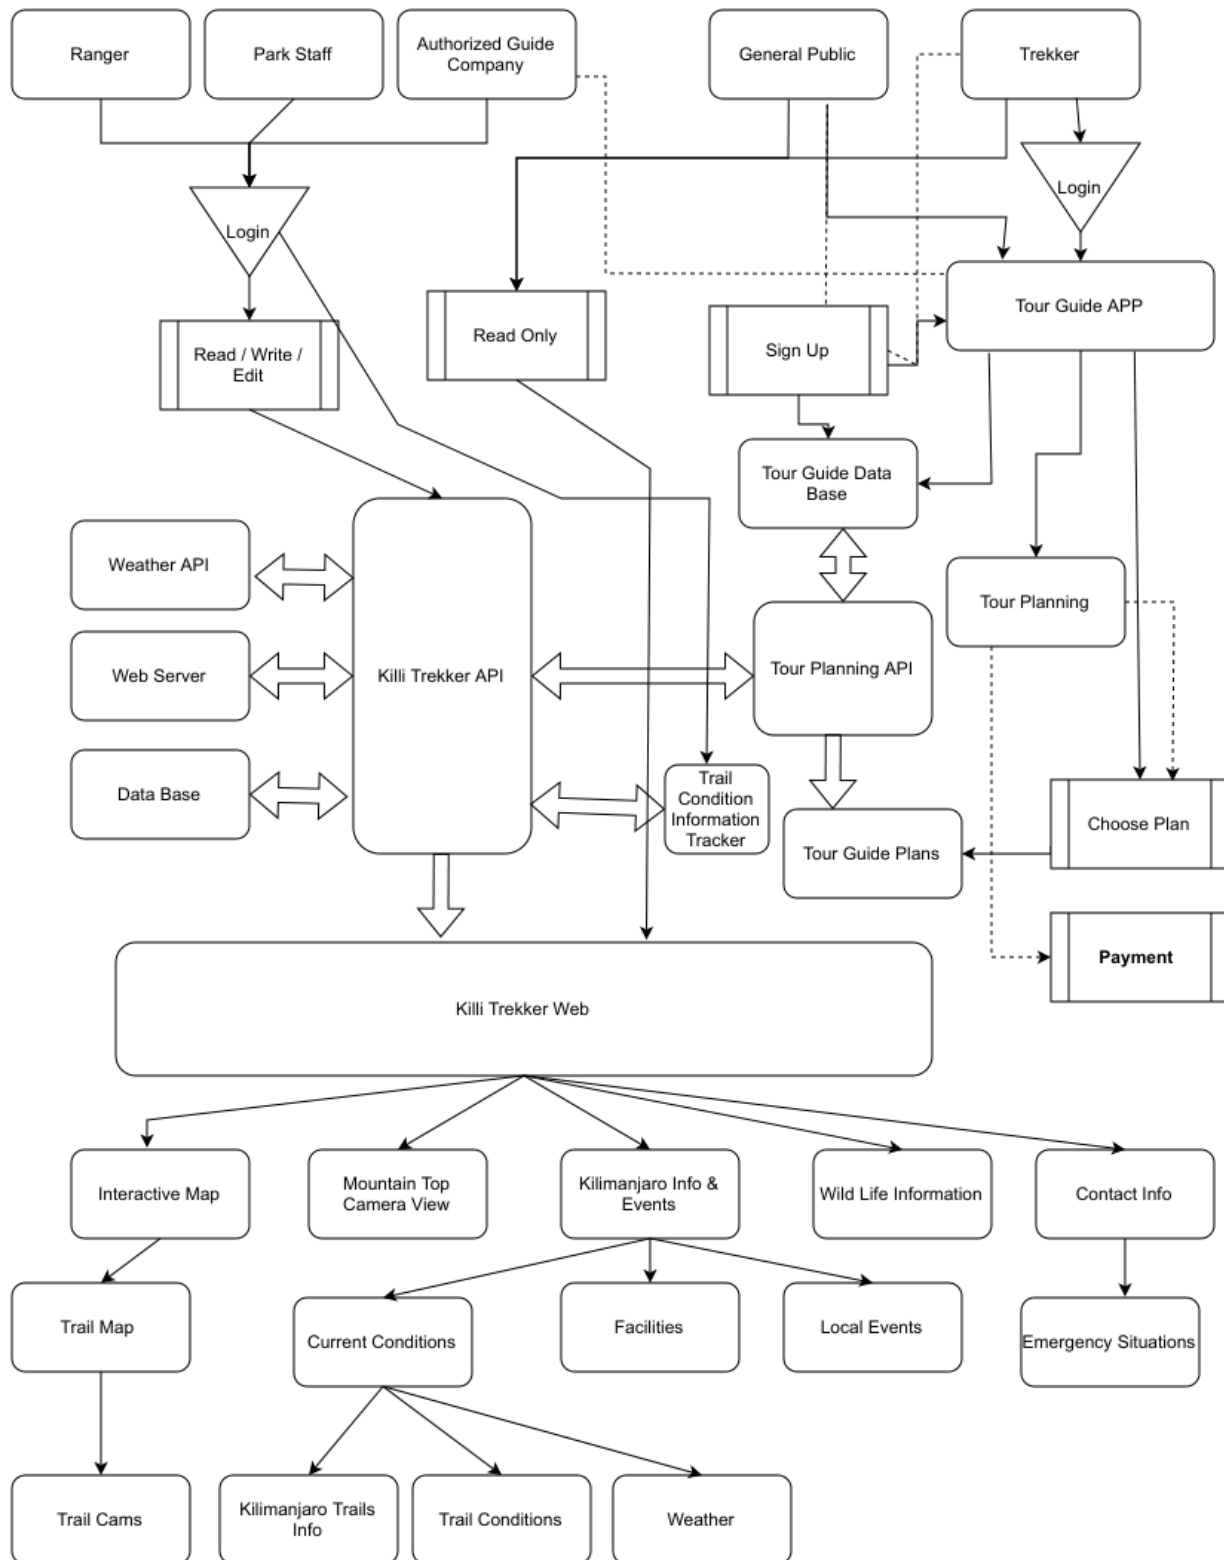 Ranger
Park Staff
Authorized Guide
Company
General Public
Trekker
Login
Login
Tour Guide APP
Read / Write /
Edit
Read Only
Sign Up
Tour Guide Data
Base
Weather API
Tour Planning
Web Server
Killi Trekker API
Tour Planning API
Data Base
Trail
Condition
Information
Tracker
Tour Guide Plans
Choose Plan
Payment
Killi Trekker Web
Interactive Map
Mountain Top
Camera View
Kilimanjaro Info &
Events
Wild Life Information
Contact Info
Trail Map
Current Conditions
Facilities
Local Events
Emergency Situations
Trail Cams
Kilimanjaro Trails
Info
Trail Conditions
Weather